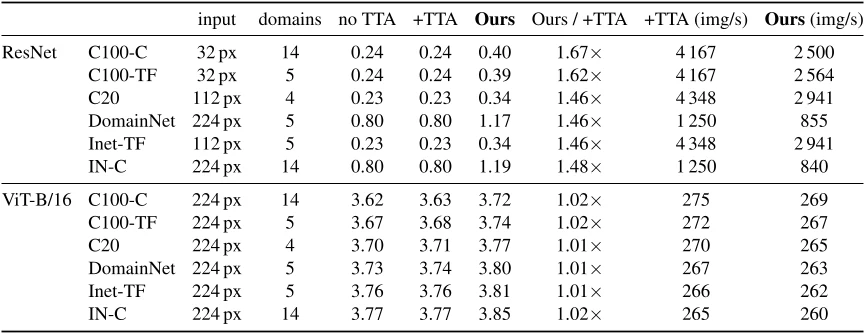 input domains no TTA +TTA Ours Ours / +TTA +TTA (img/s) Ours (img/s)
ResNet C100-C 32 px 14 0.24 0.24 0.40 1.67× 4 167 2 500
C100-TF 32 px 5 0.24 0.24 0.39 1.62× 4 167 2 564
C20 112 px 4 0.23 0.23 0.34 1.46× 4 348 2 941
DomainNet 224 px 5 0.80 0.80 1.17 1.46× 1 250 855
Inet-TF 112 px 5 0.23 0.23 0.34 1.46× 4 348 2 941
IN-C 224 px 14 0.80 0.80 1.19 1.48× 1 250 840
ViT-B/16 C100-C 224 px 14 3.62 3.63 3.72 1.02× 275 269
C100-TF 224 px 5 3.67 3.68 3.74 1.02× 272 267
C20 224 px 4 3.70 3.71 3.77 1.01× 270 265
DomainNet 224 px 5 3.73 3.74 3.80 1.01× 267 263
Inet-TF 224 px 5 3.76 3.76 3.81 1.01× 266 262
IN-C 224 px 14 3.77 3.77 3.85 1.02× 265 260